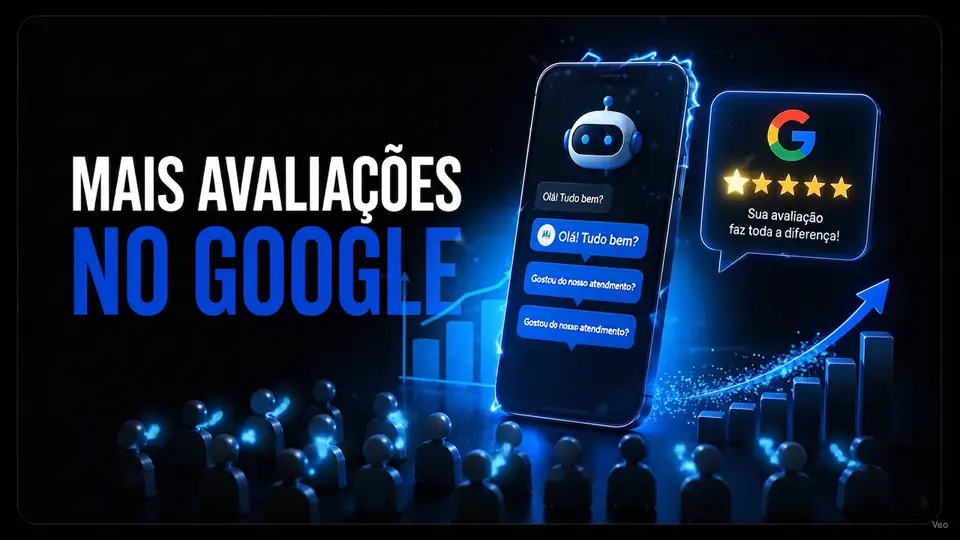 MAIS AVALIAÇÕES
NO GOOGLE
Olá! Tudo bem?
Olá! Tudo bem?
Gostou do nosso atendimento?
Gostou do nosso atendimento?
G
Sua avaliação
faz toda a diferença!
Veo